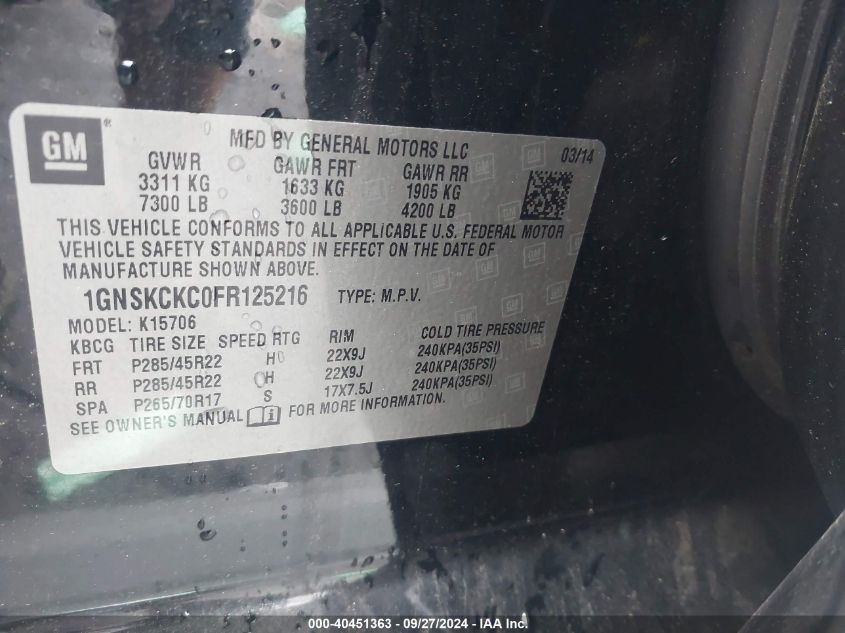 GM ®
MFD BY GENERAL MOTORS LLC 03/14
GVWR GAWR FRT GAWR RR
3311 KG 1633 KG 1905 KG
7300 LB 3600 LB 4200 LB
THIS VEHICLE CONFORMS TO ALL APPLICABLE U.S. FEDERAL MOTOR
VEHICLE SAFETY STANDARDS IN EFFECT ON THE DATE OF
MANUFACTURE SHOWN ABOVE.
1GNSKCKC0FR125216 TYPE: M.P.V.
MODEL: K15706
KBCG TIRE SIZE SPEED RTG RIM COLD TIRE PRESSURE
FRT P285/45R22 H 22X9J 240KPA(35PSI)
RR P285/45R22 H 22X9J 240KPA(35PSI)
SPA P265/70R17 S 17X7.5J 240KPA(35PSI)
SEE OWNER'S MANUAL FOR MORE INFORMATION.
000-40451363 - 09/27/2024 - IAA Inc.